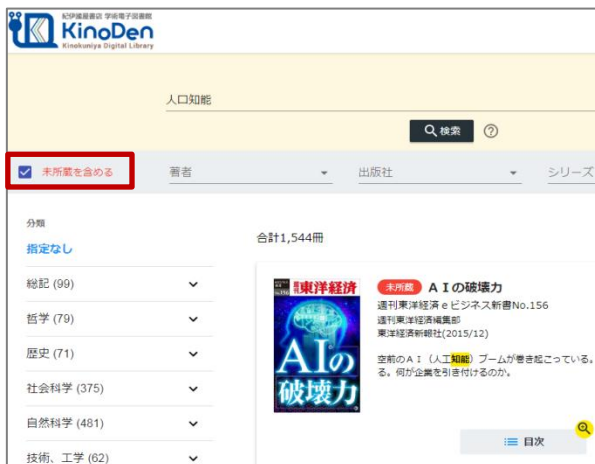 紀伊國屋書店 学術電子図書館
KinoDen
Kinokuniya Digital Library
人口知能
検索
?
未所蔵を含める
著者
出版社
シリーズ
分類
指定なし
合計1,544冊
総記 (99)
哲学 (79)
歴史 (71)
社会科学 (375)
自然科学 (481)
技術、工学 (62)
週刊東洋経済
AIの
破壊力
未所蔵 ＡＩの破壊力
週刊東洋経済ｅビジネス新書No.156
週刊東洋経済編集部
東洋経済新報社(2015/12)
空前のＡＩ（人工知能）ブームが巻き起こっている。
る。何が企業を引き付けるのか。
目次